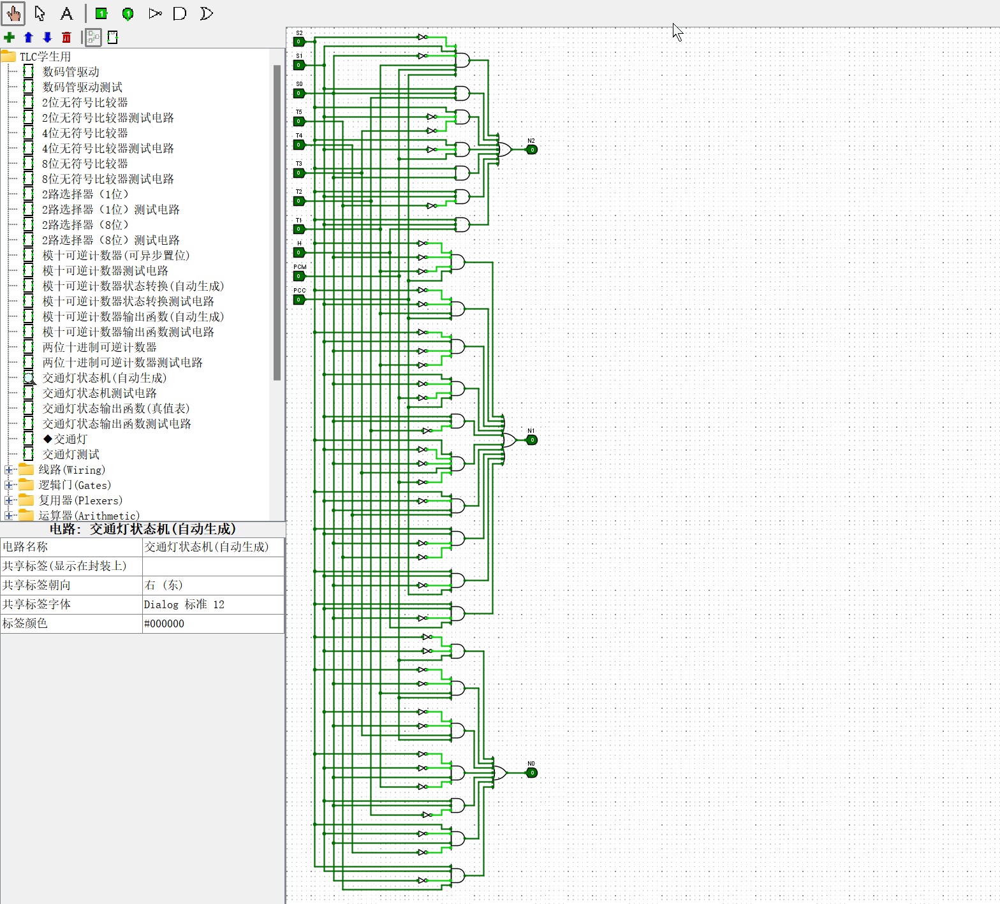 A
1
1
TLC学生用
数码管驱动
数码管驱动测试
2位无符号比较器
2位无符号比较器测试电路
4位无符号比较器
4位无符号比较器测试电路
8位无符号比较器
8位无符号比较器测试电路
2路选择器（1位）
2路选择器（1位）测试电路
2路选择器（8位）
2路选择器（8位）测试电路
模十可逆计数器(可异步置位)
模十可逆计数器测试电路
模十可逆计数器状态转换(自动生成)
模十可逆计数器状态转换测试电路
模十可逆计数器输出函数(自动生成)
模十可逆计数器输出函数测试电路
两位十进制可逆计数器
两位十进制可逆计数器测试电路
交通灯状态机(自动生成)
交通灯状态机测试电路
交通灯状态输出函数(真值表)
交通灯状态输出函数测试电路
◆交通灯
交通灯测试
线路(Wiring)
逻辑门(Gates)
复用器(Plexers)
运算器(Arithmetic)
电路: 交通灯状态机(自动生成)
电路名称 交通灯状态机(自动生成)
共享标签(显示在封装上)
共享标签朝向 右 (东)
共享标签字体 Dialog 标准 12
标签颜色 #000000
S2
0
S1
0
S0
0
T5
0
T4
0
T3
0
T2
0
T1
0
H
0
PCM
0
PCC
0
N2
0
N1
0
N0
0